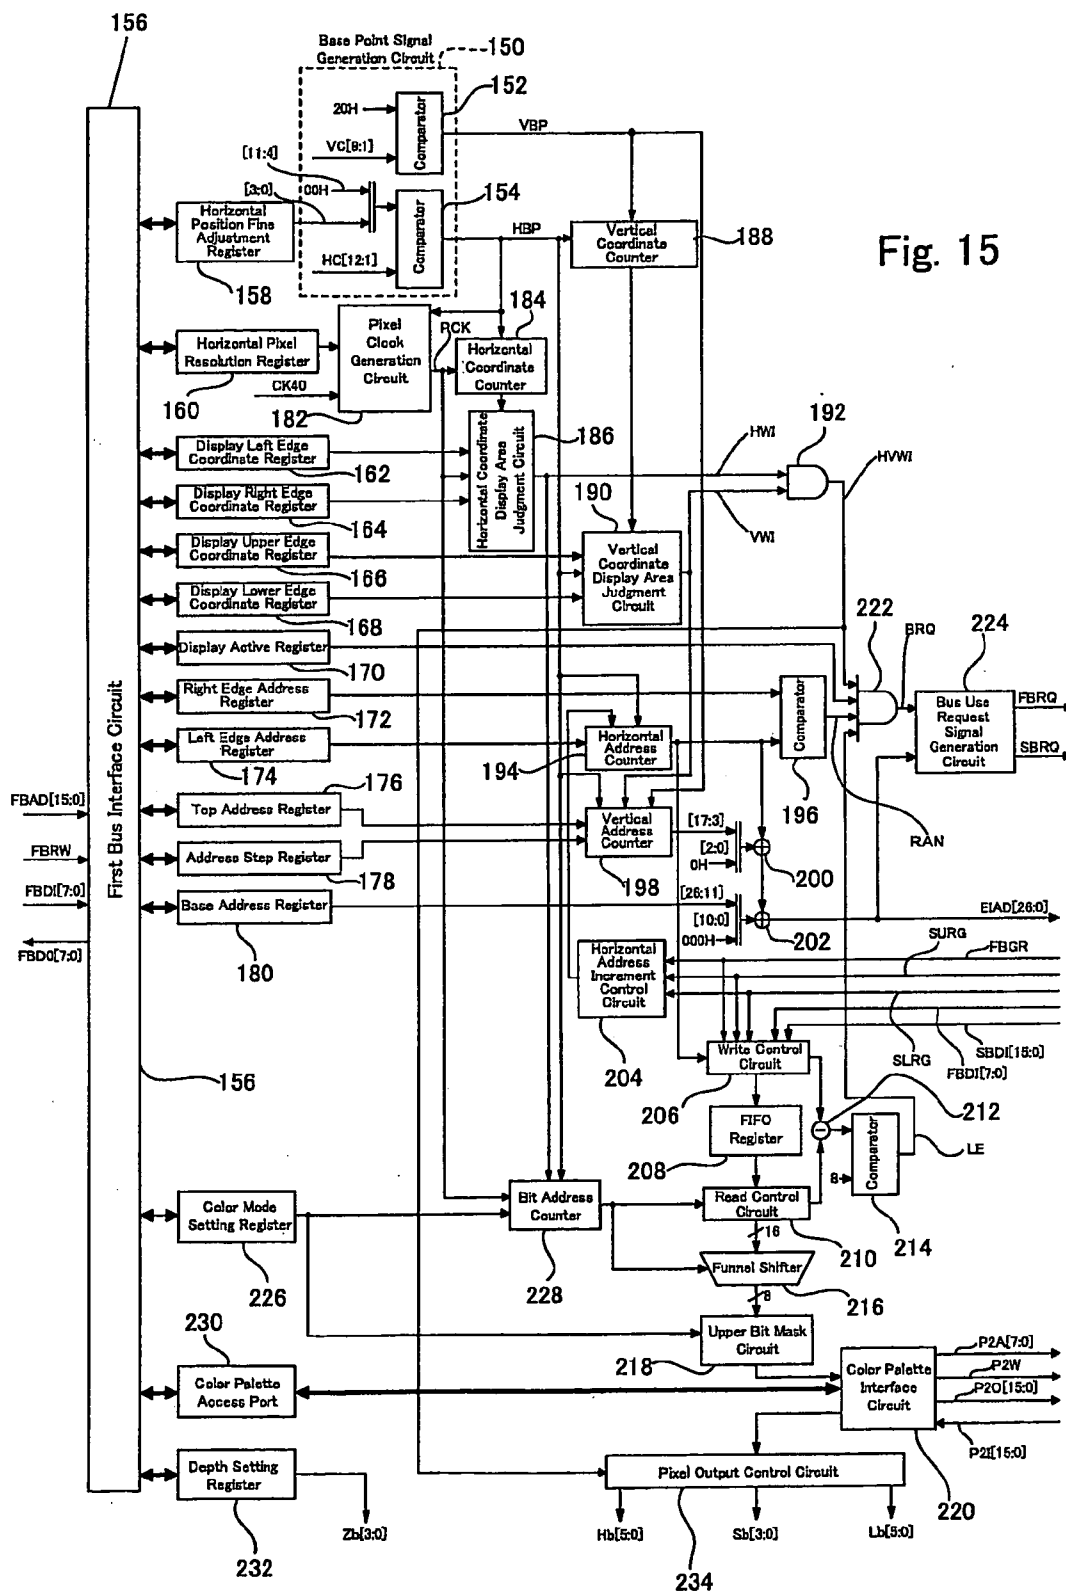 156
Base Point Signal
Generation Circuit
150
152
20H
Comparator
VBP
VC[8:1]
[11:4]
00H
[3:0]
154
Horizontal
Position Fine
Adjustment
Register
Comparator
HBP
Vertical
Coordinate
Counter
188
HC[12:1]
158
Fig. 15
184
Horizontal Pixel
Resolution Register
Pixel
Clock
Generation
Circuit
PCK
Horizontal
Coordinate
Counter
CK40
160
182
192
Display Left Edge
Coordinate Register
162
Horizontal Coordinate
Display Area
Judgment Circuit
186
HWI
HVWI
Display Right Edge
Coordinate Register
164
190
VWI
Display Upper Edge
Coordinate Register
166
Vertical
Coordinate
Display Area
Judgment
Circuit
Display Lower Edge
Coordinate Register
168
222
224
Display Active Register
170
BRQ
Right Edge Address
Register
172
Comparator
Bus Use
Request
Signal
Generation
Circuit
FBRQ
SBRQ
Left Edge Address
Register
174
Horizontal
Address
Counter
194
196
First Bus Interface Circuit
176
FBAD[15:0]
Top Address Register
Vertical
Address
Counter
[17:3]
RAN
FBRW
Address Step Register
178
198
[2:0]
0H
200
FBDI[7:0]
Base Address Register
[26:11]
[10:0]
000H
202
EIAD[26:0]
FBDO[7:0]
180
Horizontal
Address
Increment
Control
Circuit
SURG
FBGR
204
Write Control
Circuit
SLRG
FBDI[7:0]
SBDI[15:0]
156
206
212
FIFO
Register
208
Comparator
LE
8
Color Mode
Setting Register
Bit Address
Counter
Read Control
Circuit
210
214
226
228
16
Funnel Shifter
216
8
230
Upper Bit Mask
Circuit
218
Color Palette
Access Port
Color Palette
Interface
Circuit
P2A[7:0]
P2W
P2O[15:0]
P2I[15:0]
Depth Setting
Register
Pixel Output Control Circuit
220
232
Zb[3:0]
Hb[5:0]
Sb[3:0]
Lb[5:0]
234